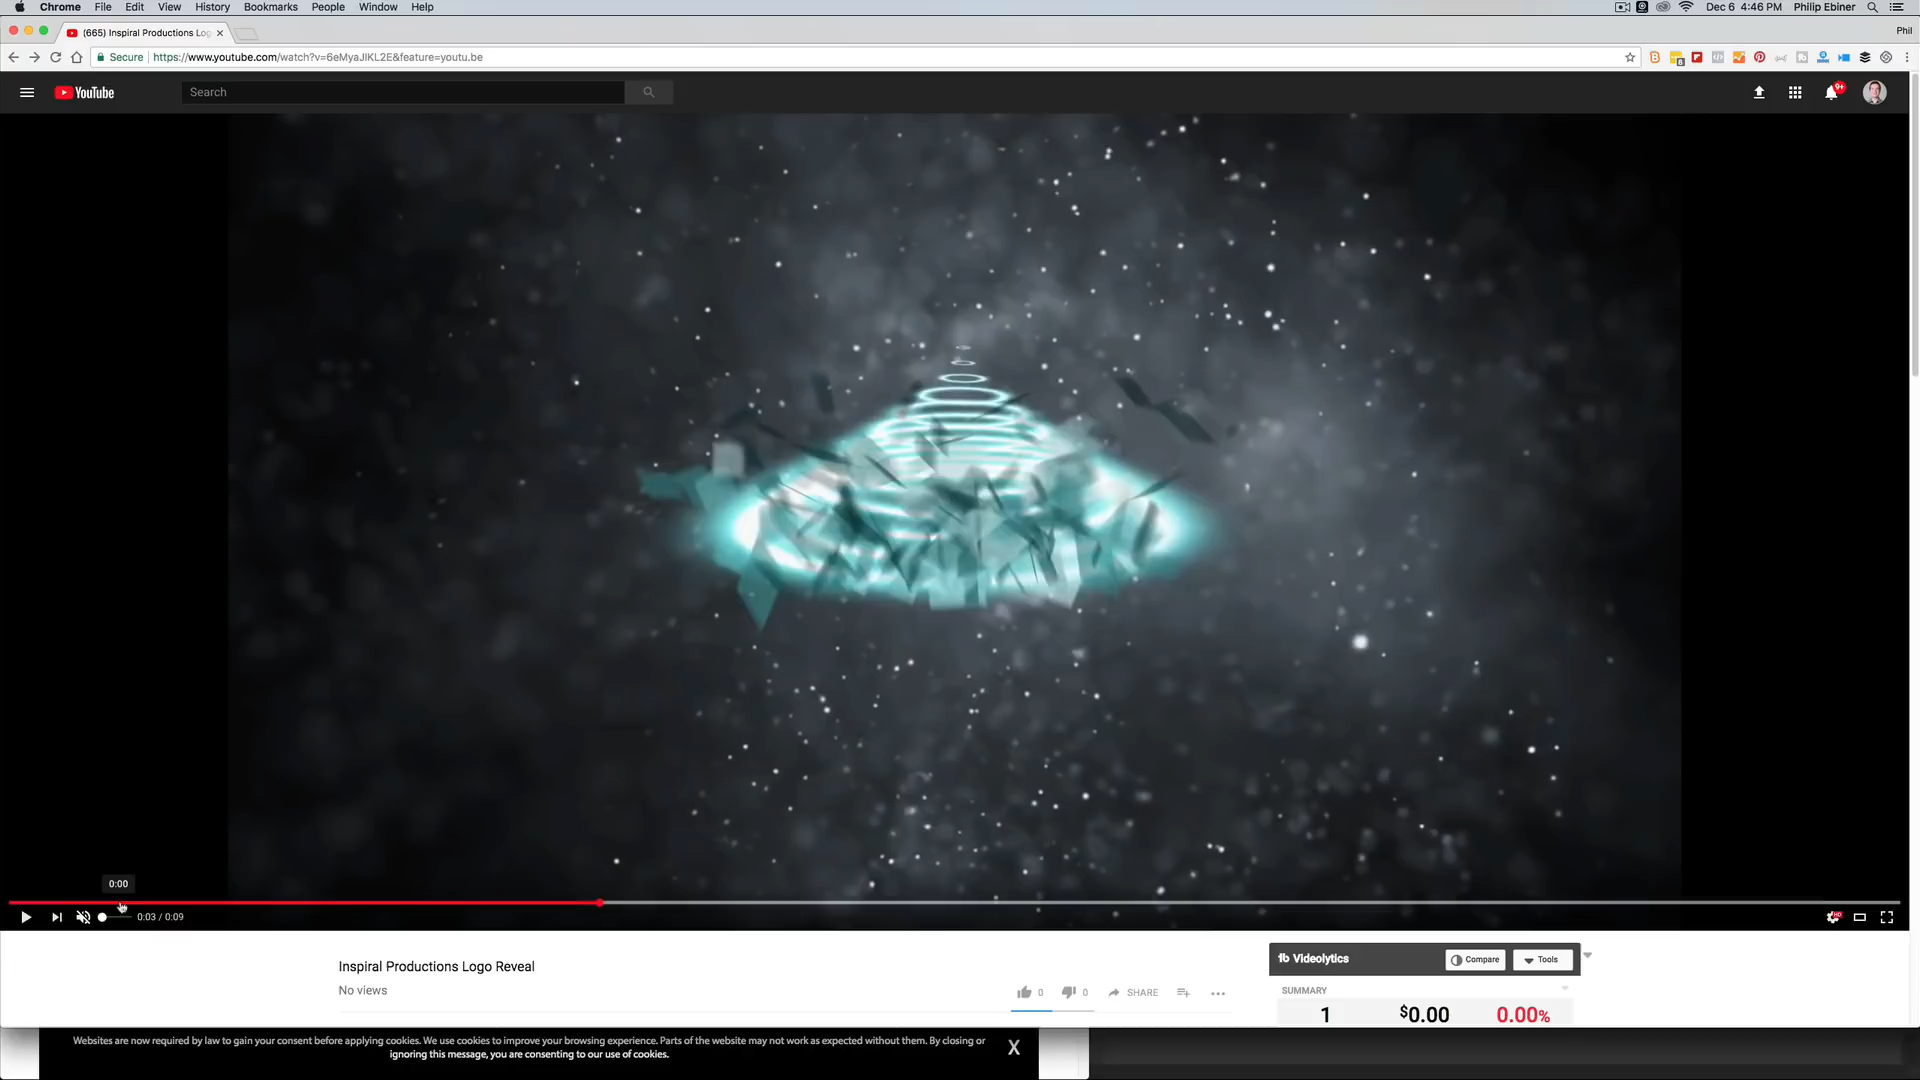 Chrome File Edit View History Bookmarks People Window Help
Dec 6 4:46 PM Philip Ebiner
(665) Inspiral Productions Log
Phil
Secure https://www.youtube.com/watch?v=6eMyaJIKL2E&feature=youtu.be
YouTube
Search
9+
0:00
0:03 / 0:09
HD
Inspiral Productions Logo Reveal
No views
0 0 SHARE
tb Videolytics Compare Tools
SUMMARY
1 $0.00 0.00%
Websites are now required by law to gain your consent before applying cookies. We use cookies to improve your browsing experience. Parts of the website may not work as expected without them. By closing or
ignoring this message, you are consenting to our use of cookies.
X